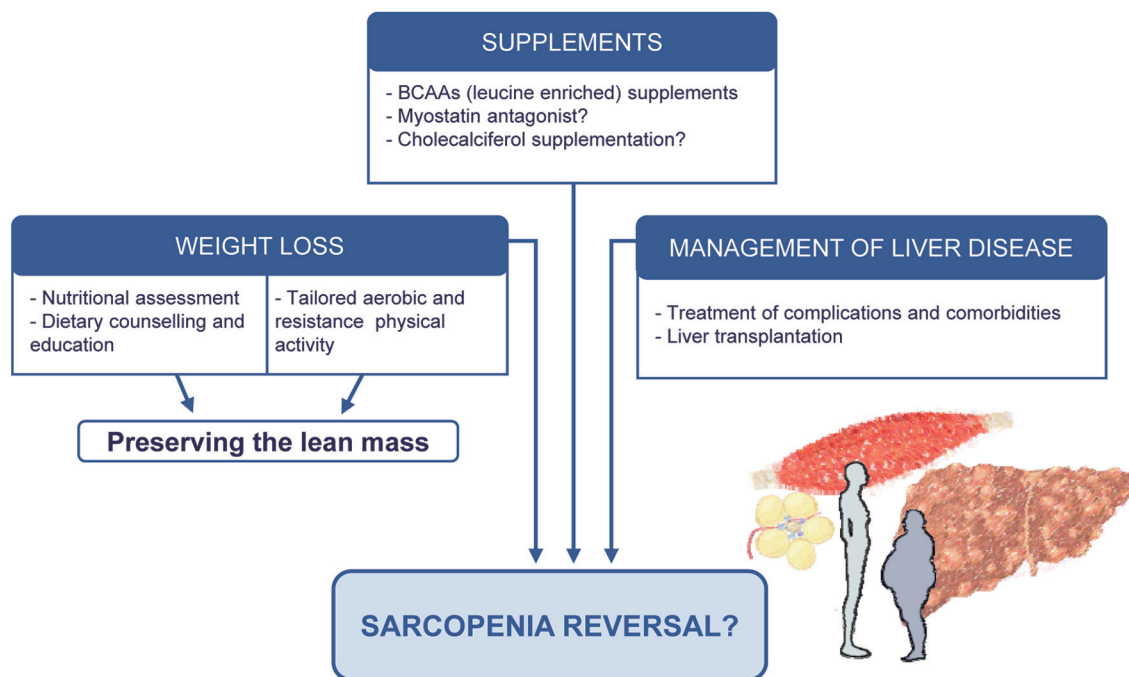 SUPPLEMENTS
- BCAAs (leucine enriched) supplements
- Myostatin antagonist?
- Cholecalciferol supplementation?
WEIGHT LOSS
- Nutritional assessment
- Dietary counselling and
education
- Tailored aerobic and
resistance physical
activity
Preserving the lean mass
MANAGEMENT OF LIVER DISEASE
- Treatment of complications and comorbidities
- Liver transplantation
SARCOPENIA REVERSAL?